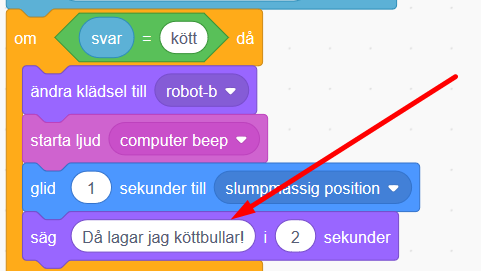 om svar = kött då
ändra klädsel till robot-b
starta ljud computer beep
glid 1 sekunder till slumpmässig position
säg Då lagar jag köttbullar! i 2 sekunder